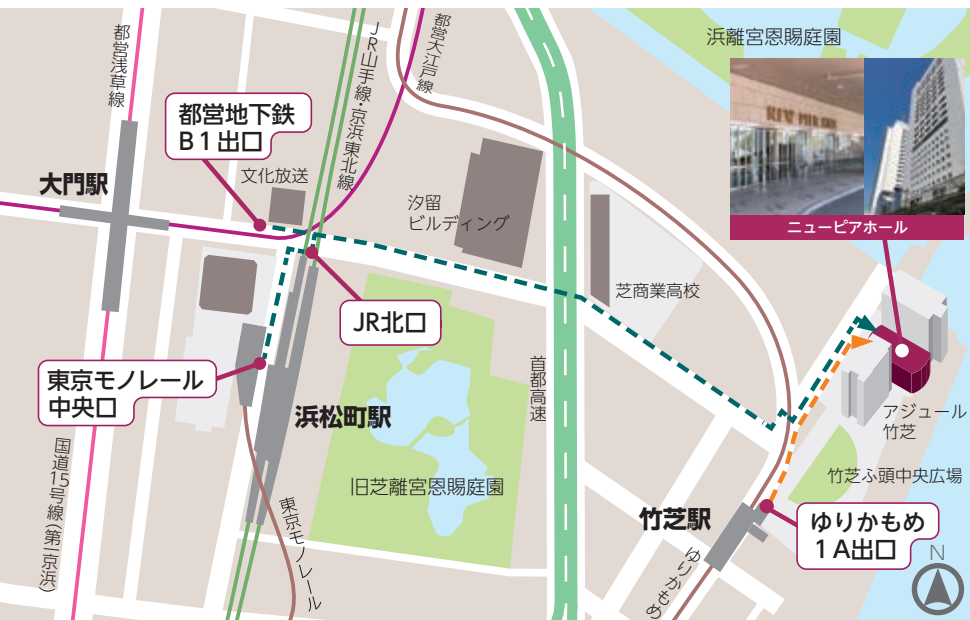 都営浅草線
JR山手線・京浜東北線
都営大江戸線
浜離宮恩賜庭園
NEW PIER HALL
ニューピアホール
都営地下鉄
B1出口
文化放送
大門駅
汐留
ビルディング
芝商業高校
JR北口
東京モノレール
中央口
浜松町駅
首都高速
アジュール
竹芝
竹芝ふ頭中央広場
旧芝離宮恩賜庭園
国道15号線(第一京浜)
東京モノレール
竹芝駅
ゆりかもめ
1A出口
ゆりかもめ
N